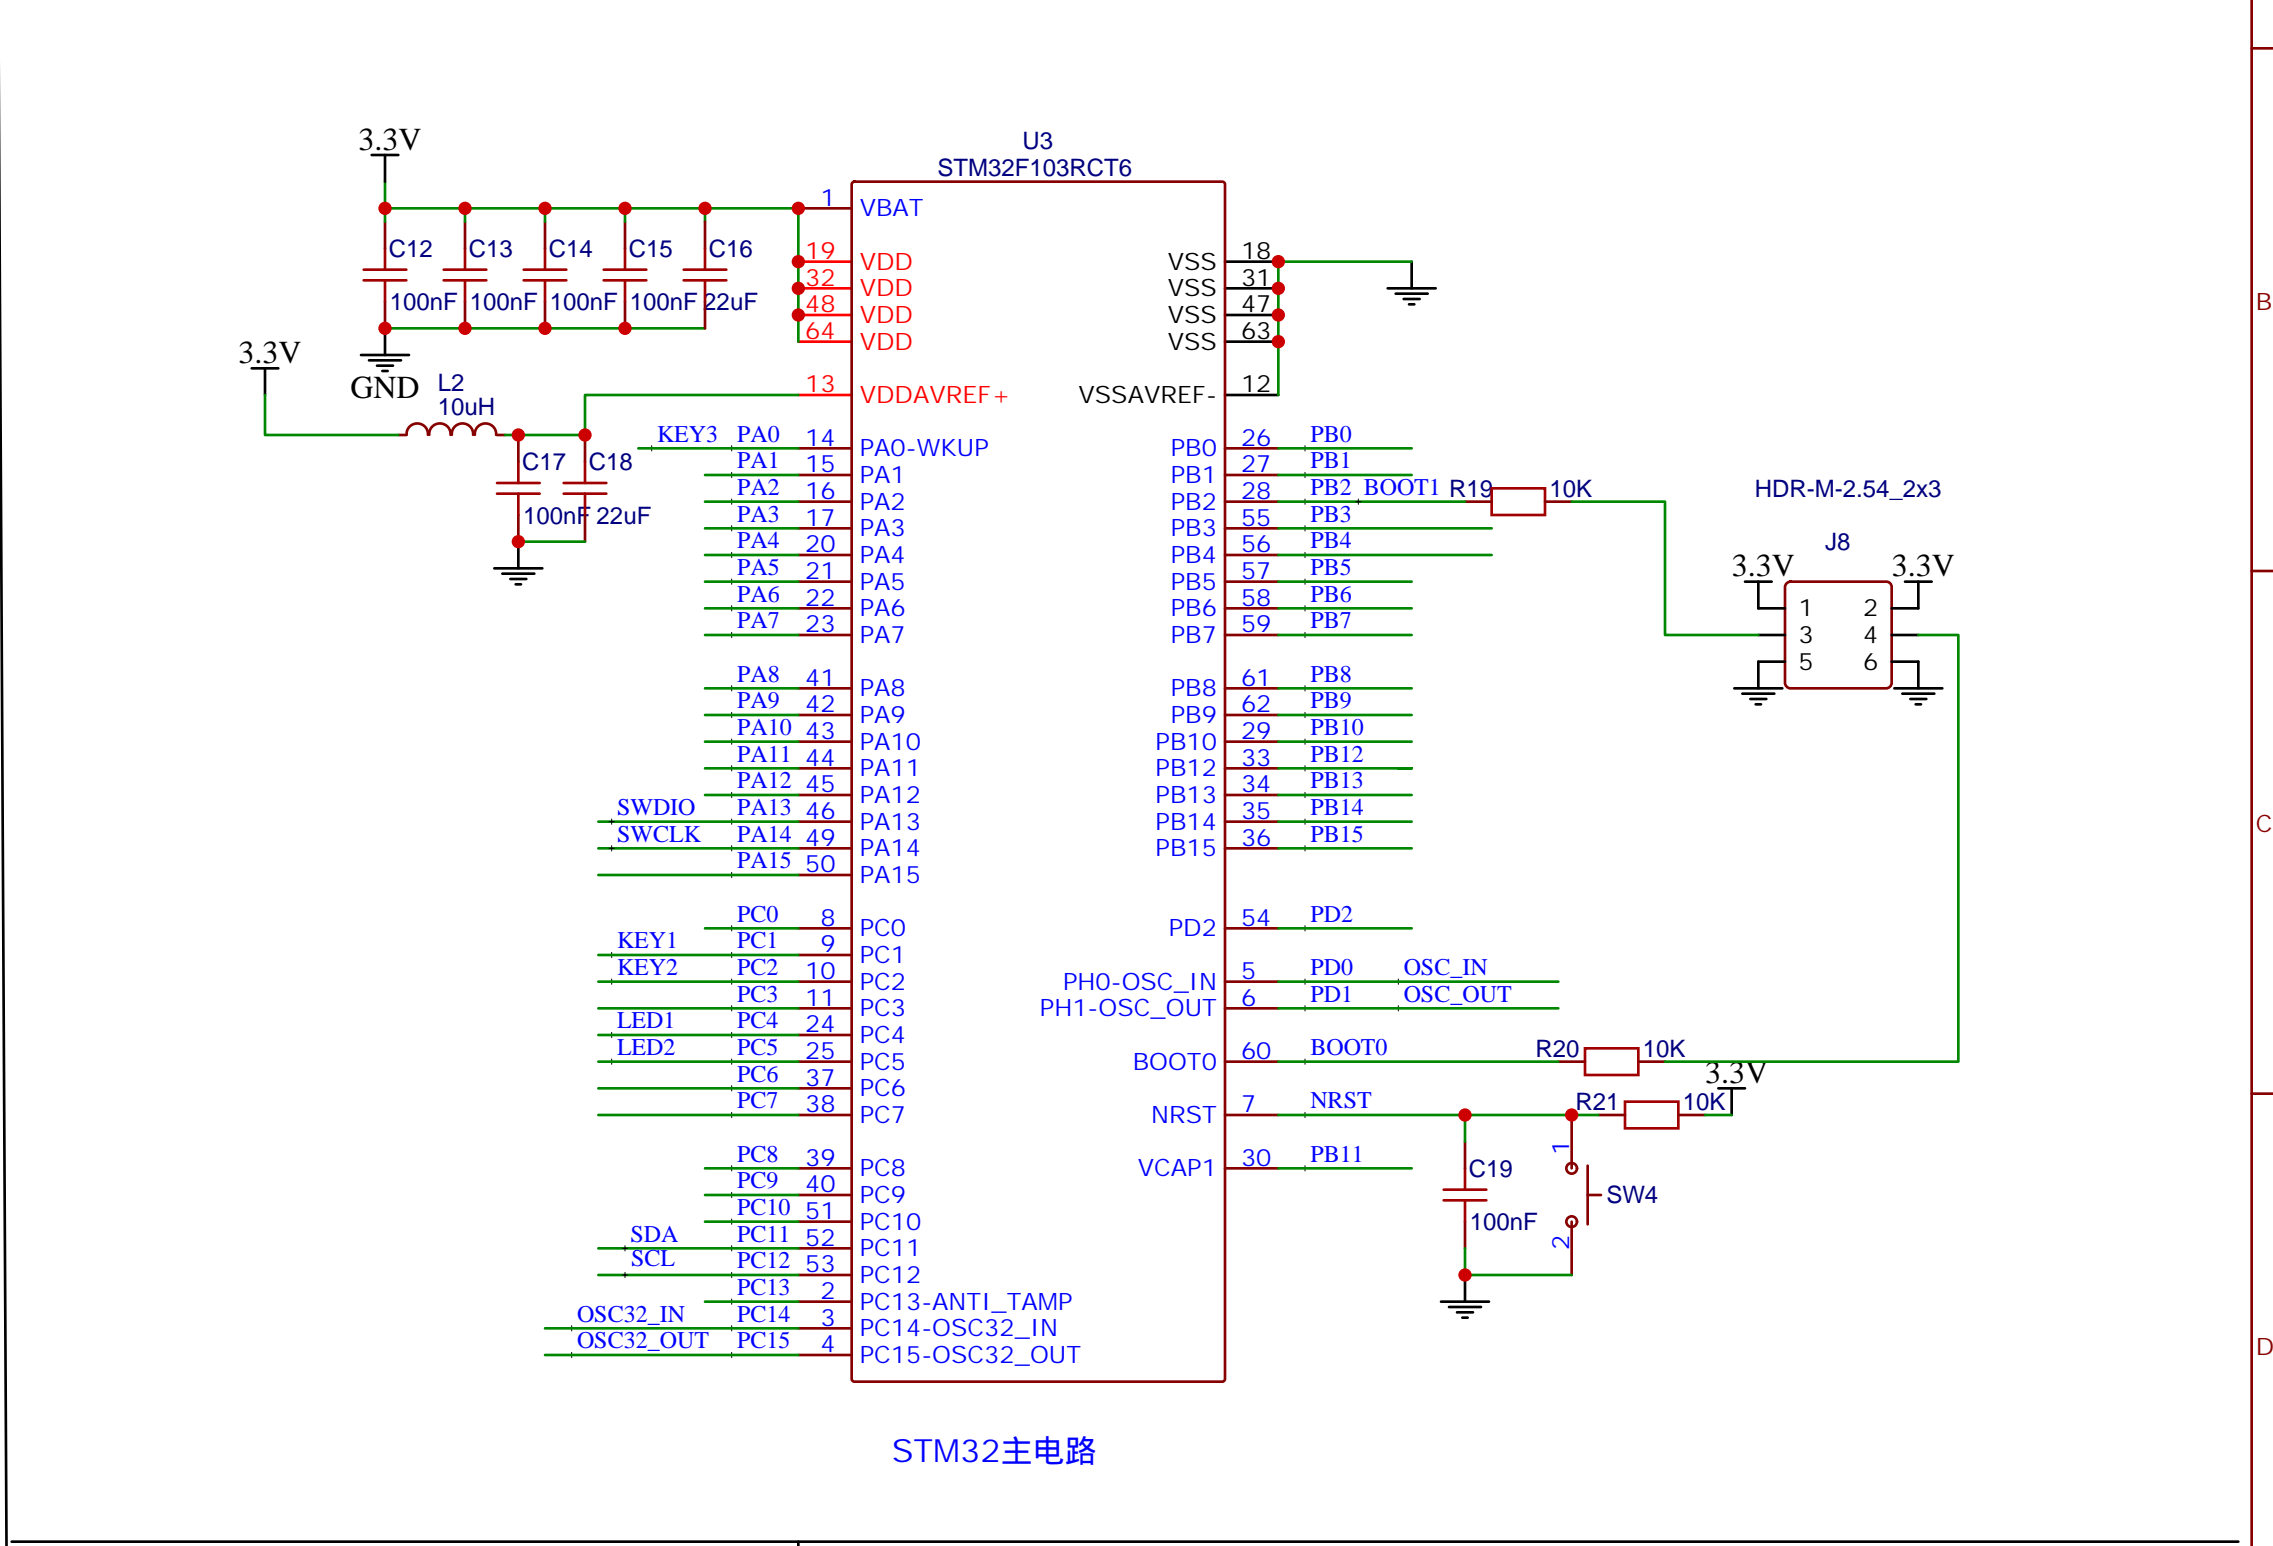 3.3V
U3
STM32F103RCT6
1 VBAT
C12 C13 C14 C15 C16
100nF 100nF 100nF 100nF 22uF
19 VDD
32 VDD
48 VDD
64 VDD
VSS 18
VSS 31
VSS 47
VSS 63
B
3.3V
GND
L2
10uH
13 VDDAVREF+
VSSAVREF- 12
C17 C18
100nF 22uF
KEY3 PA0 14 PA0-WKUP
PA1 15 PA1
PA2 16 PA2
PA3 17 PA3
PA4 20 PA4
PA5 21 PA5
PA6 22 PA6
PA7 23 PA7
PA8 41 PA8
PA9 42 PA9
PA10 43 PA10
PA11 44 PA11
PA12 45 PA12
SWDIO PA13 46 PA13
SWCLK PA14 49 PA14
PA15 50 PA15
PC0 8 PC0
KEY1 PC1 9 PC1
KEY2 PC2 10 PC2
PC3 11 PC3
LED1 PC4 24 PC4
LED2 PC5 25 PC5
PC6 37 PC6
PC7 38 PC7
PC8 39 PC8
PC9 40 PC9
PC10 51 PC10
SDA PC11 52 PC11
SCL PC12 53 PC12
PC13 2 PC13-ANTI_TAMP
OSC32_IN PC14 3 PC14-OSC32_IN
OSC32_OUT PC15 4 PC15-OSC32_OUT
PB0 26 PB0
PB1 27 PB1
PB2 28 PB2 BOOT1 R19 10K
PB3 55 PB3
PB4 56 PB4
PB5 57 PB5
PB6 58 PB6
PB7 59 PB7
PB8 61 PB8
PB9 62 PB9
PB10 29 PB10
PB12 33 PB12
PB13 34 PB13
PB14 35 PB14
PB15 36 PB15
PD2 54 PD2
PH0-OSC_IN 5 PD0 OSC_IN
PH1-OSC_OUT 6 PD1 OSC_OUT
BOOT0 60 BOOT0 R20 10K
3.3V
NRST 7 NRST R21 10K
VCAP1 30 PB11
1
C19
SW4
100nF
2
HDR-M-2.54_2x3
J8
3.3V 3.3V
1 2
3 4
5 6
C
D
STM32主电路